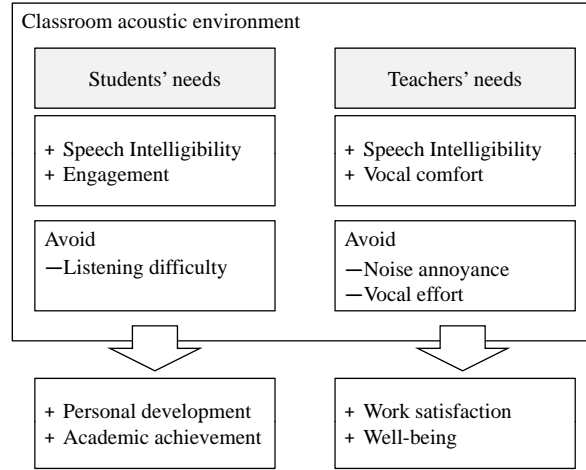 Classroom acoustic environment
Students’ needs
+ Speech Intelligibility
+ Engagement
Avoid
—Listening difficulty
+ Personal development
+ Academic achievement
Teachers’ needs
+ Speech Intelligibility
+ Vocal comfort
Avoid
—Noise annoyance
—Vocal effort
+ Work satisfaction
+ Well-being